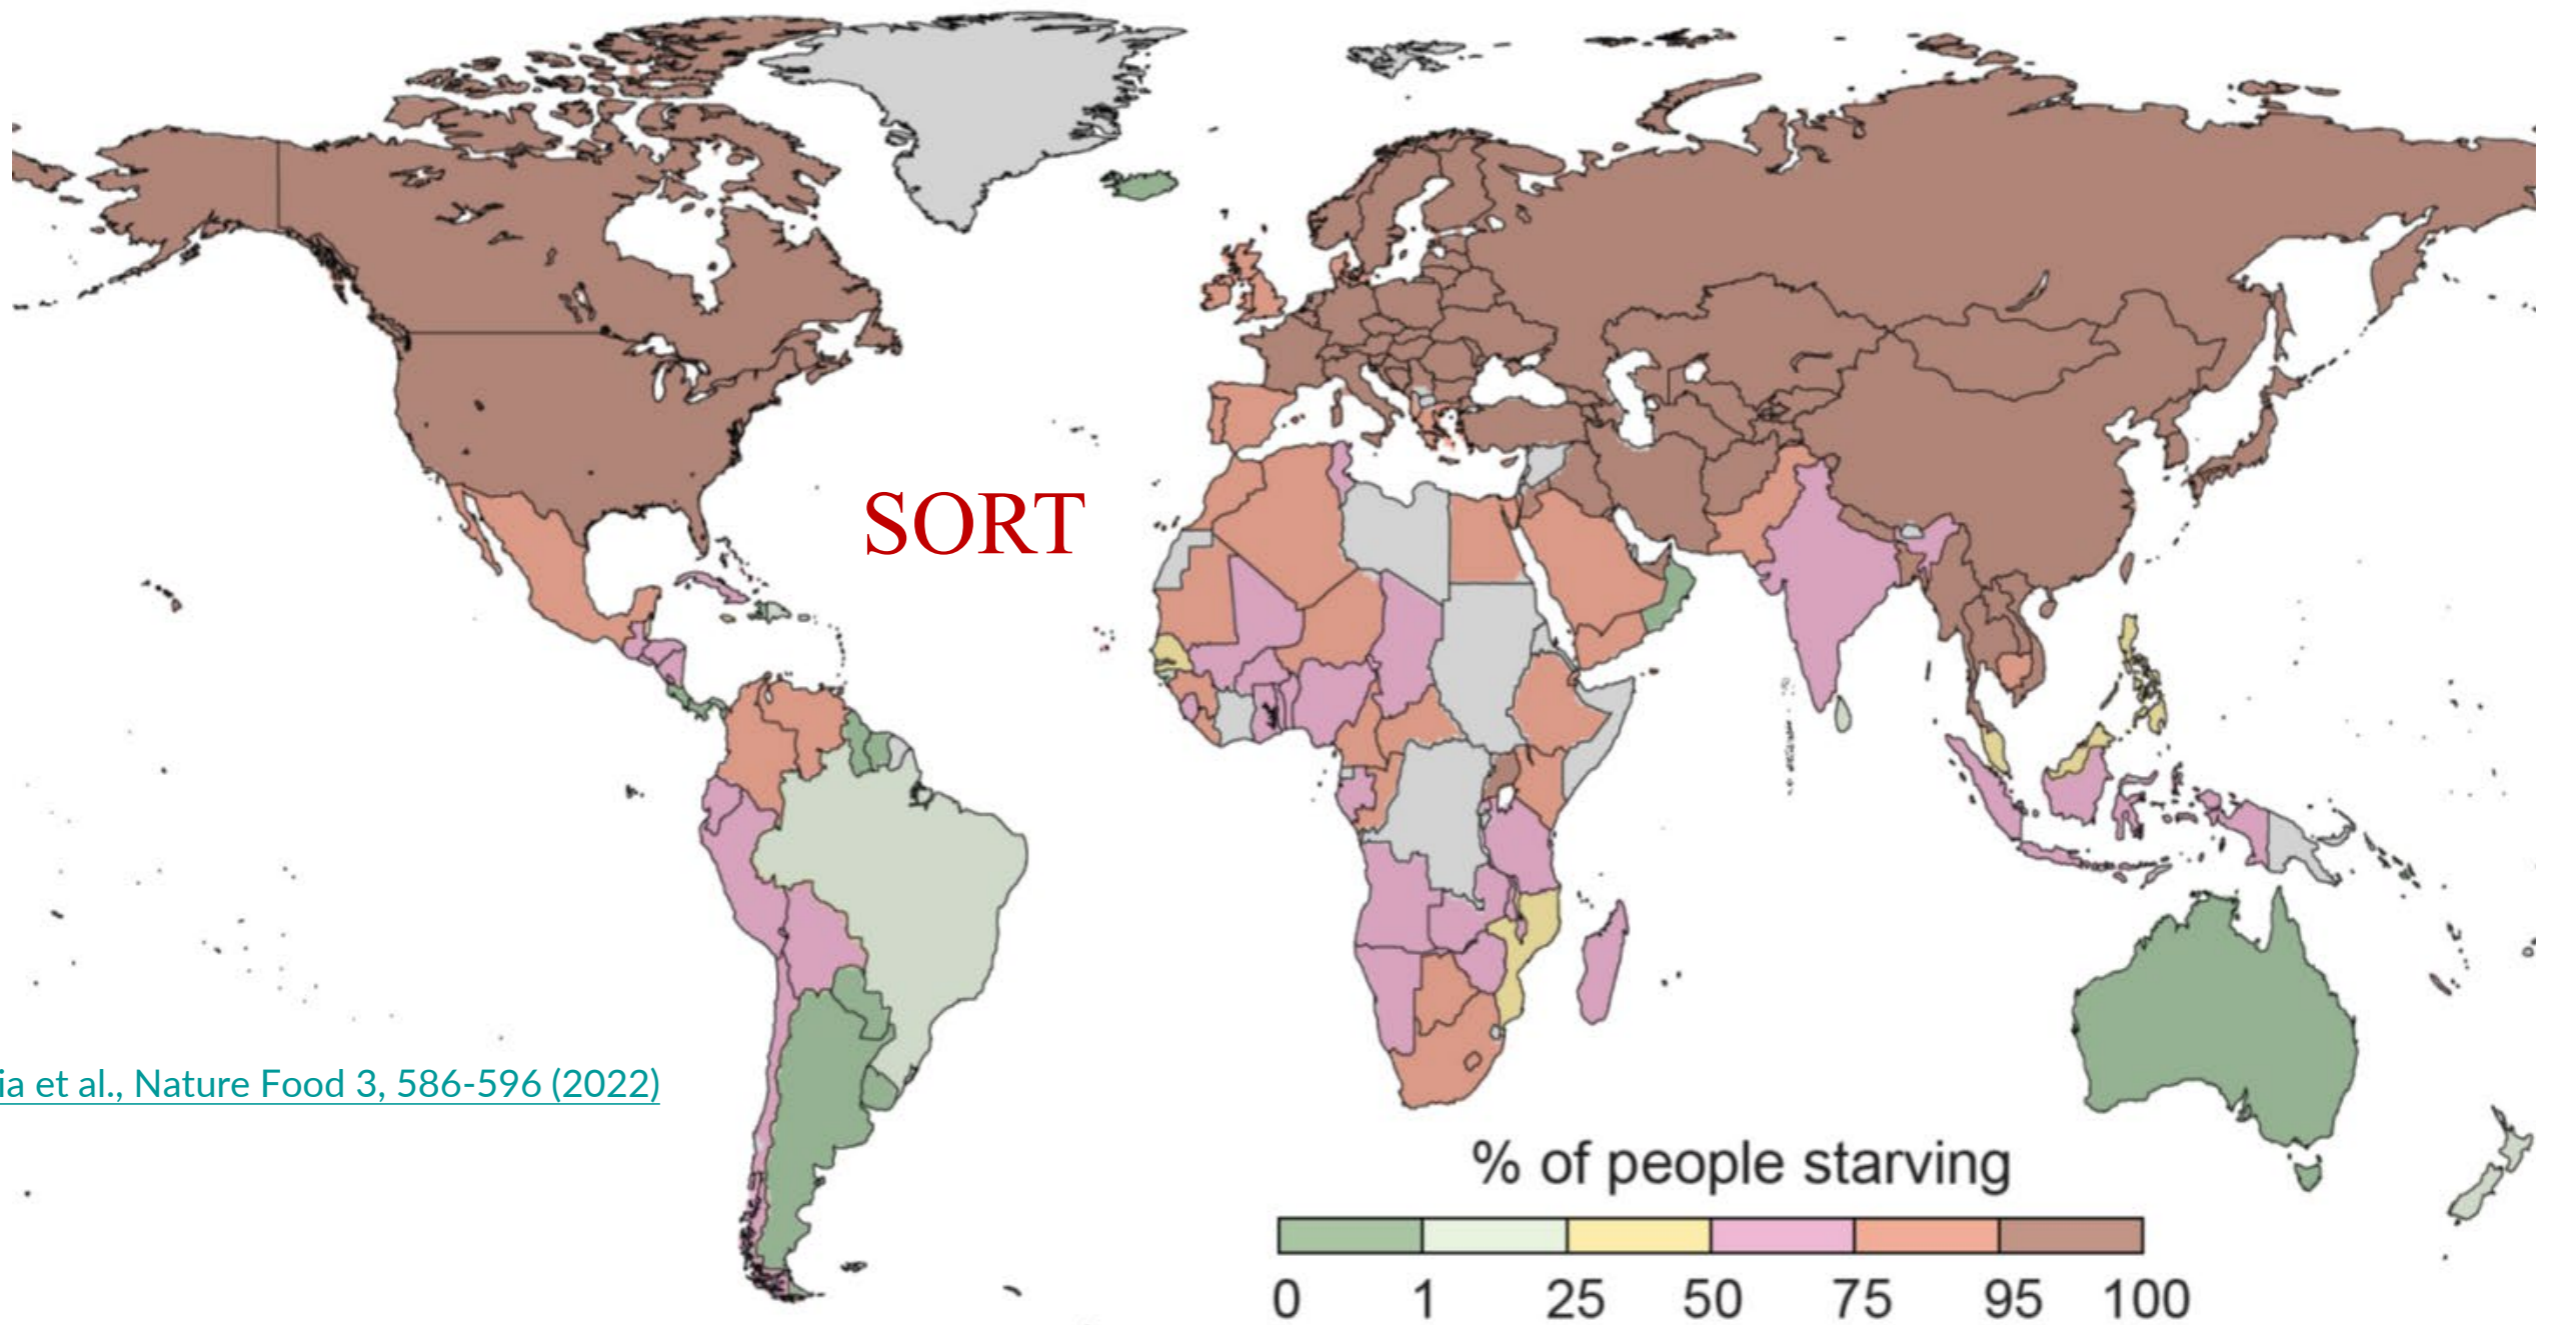 SORT
et al., Nature Food 3, 586-596 (2022)
% of people starving
0 1 25 50 75 95 100